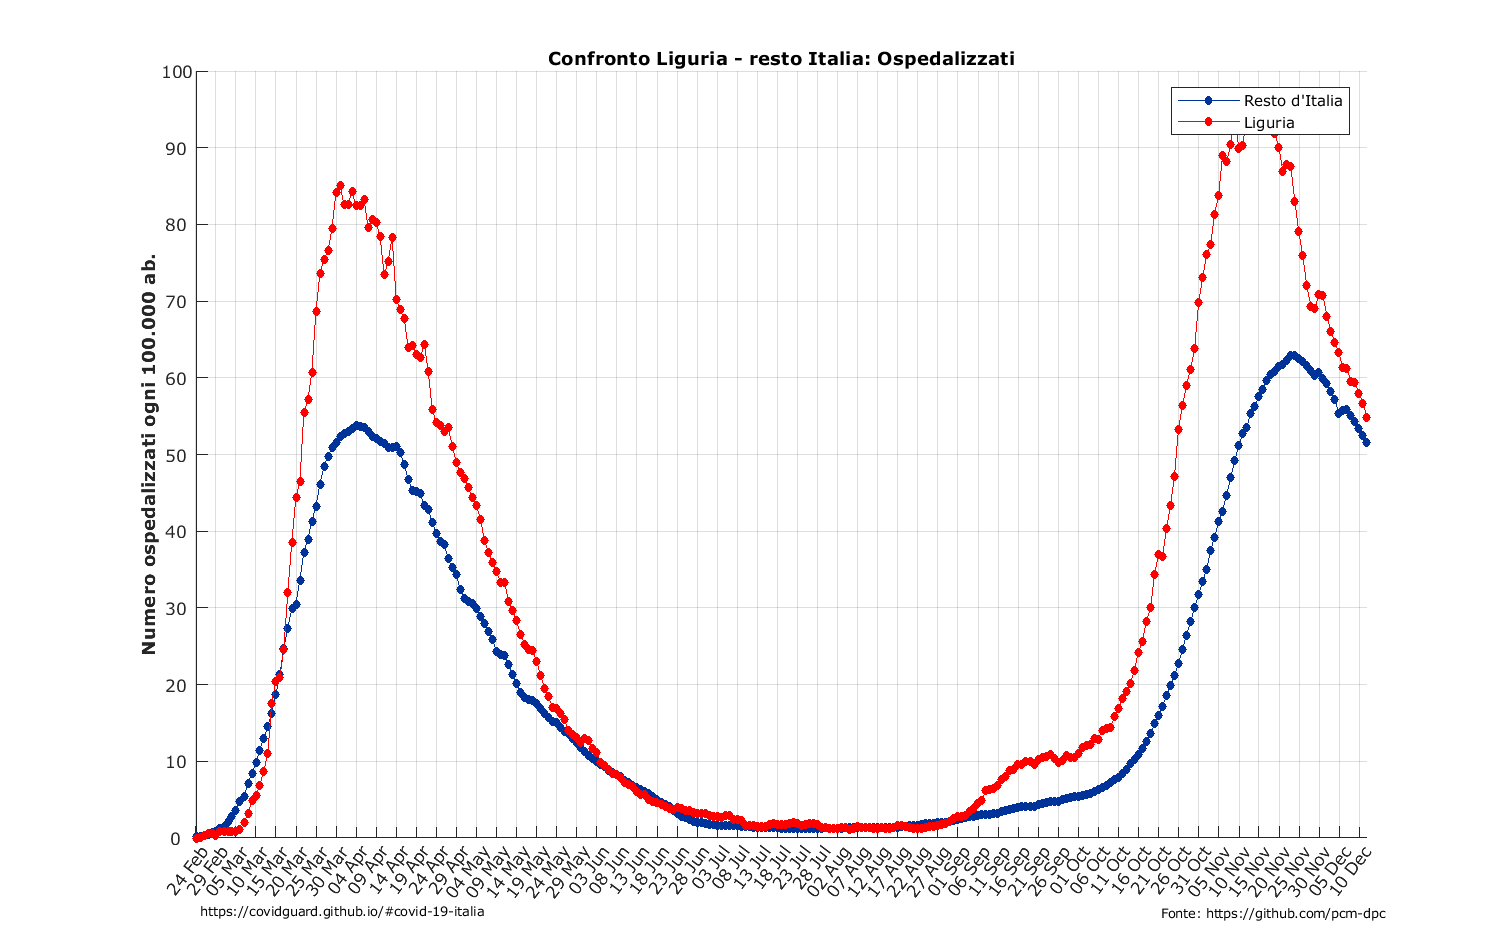 Confronto Liguria - resto Italia: Ospedalizzati
Numero ospedalizzati ogni 100.000 ab.
100
90
80
70
60
50
40
30
20
10
0
Resto d'Italia
Liguria
24 Feb
29 Feb
05 Mar
10 Mar
15 Mar
20 Mar
25 Mar
30 Mar
04 Apr
09 Apr
14 Apr
19 Apr
24 Apr
29 Apr
04 May
09 May
14 May
19 May
24 May
29 May
03 Jun
08 Jun
13 Jun
18 Jun
23 Jun
28 Jun
03 Jul
08 Jul
13 Jul
18 Jul
23 Jul
28 Jul
02 Aug
07 Aug
12 Aug
17 Aug
22 Aug
27 Aug
01 Sep
06 Sep
11 Sep
16 Sep
21 Sep
26 Sep
01 Oct
06 Oct
11 Oct
16 Oct
21 Oct
26 Oct
31 Oct
05 Nov
10 Nov
15 Nov
20 Nov
25 Nov
30 Nov
05 Dec
10 Dec
https://covidguard.github.io/#covid-19-italia
Fonte: https://github.com/pcm-dpc